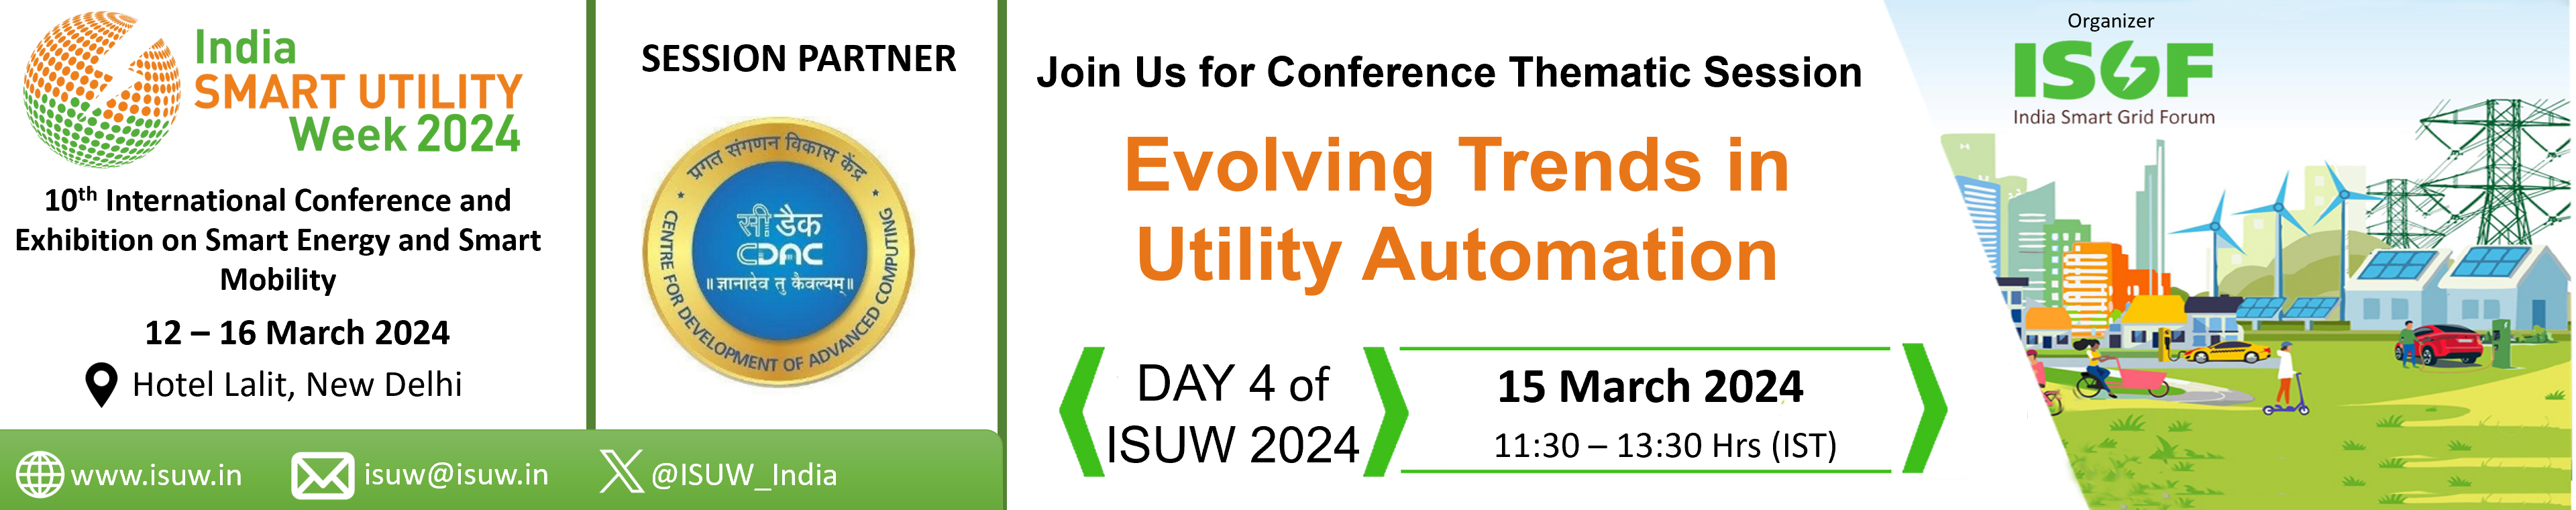 India
SMART UTILITY
Week 2024
10th International Conference and
Exhibition on Smart Energy and Smart
Mobility
12 – 16 March 2024
Hotel Lalit, New Delhi
www.isuw.in
isuw@isuw.in
@ISUW_India
SESSION PARTNER
प्रगत संगणन विकास केंद्र
सी डैक
CDAC
॥ज्ञानादेव तु कैवल्यम्॥
CENTRE FOR DEVELOPMENT OF ADVANCED COMPUTING
Join Us for Conference Thematic Session
Evolving Trends in
Utility Automation
DAY 4 of
ISUW 2024
15 March 2024
11:30 – 13:30 Hrs (IST)
Organizer
ISGF
India Smart Grid Forum